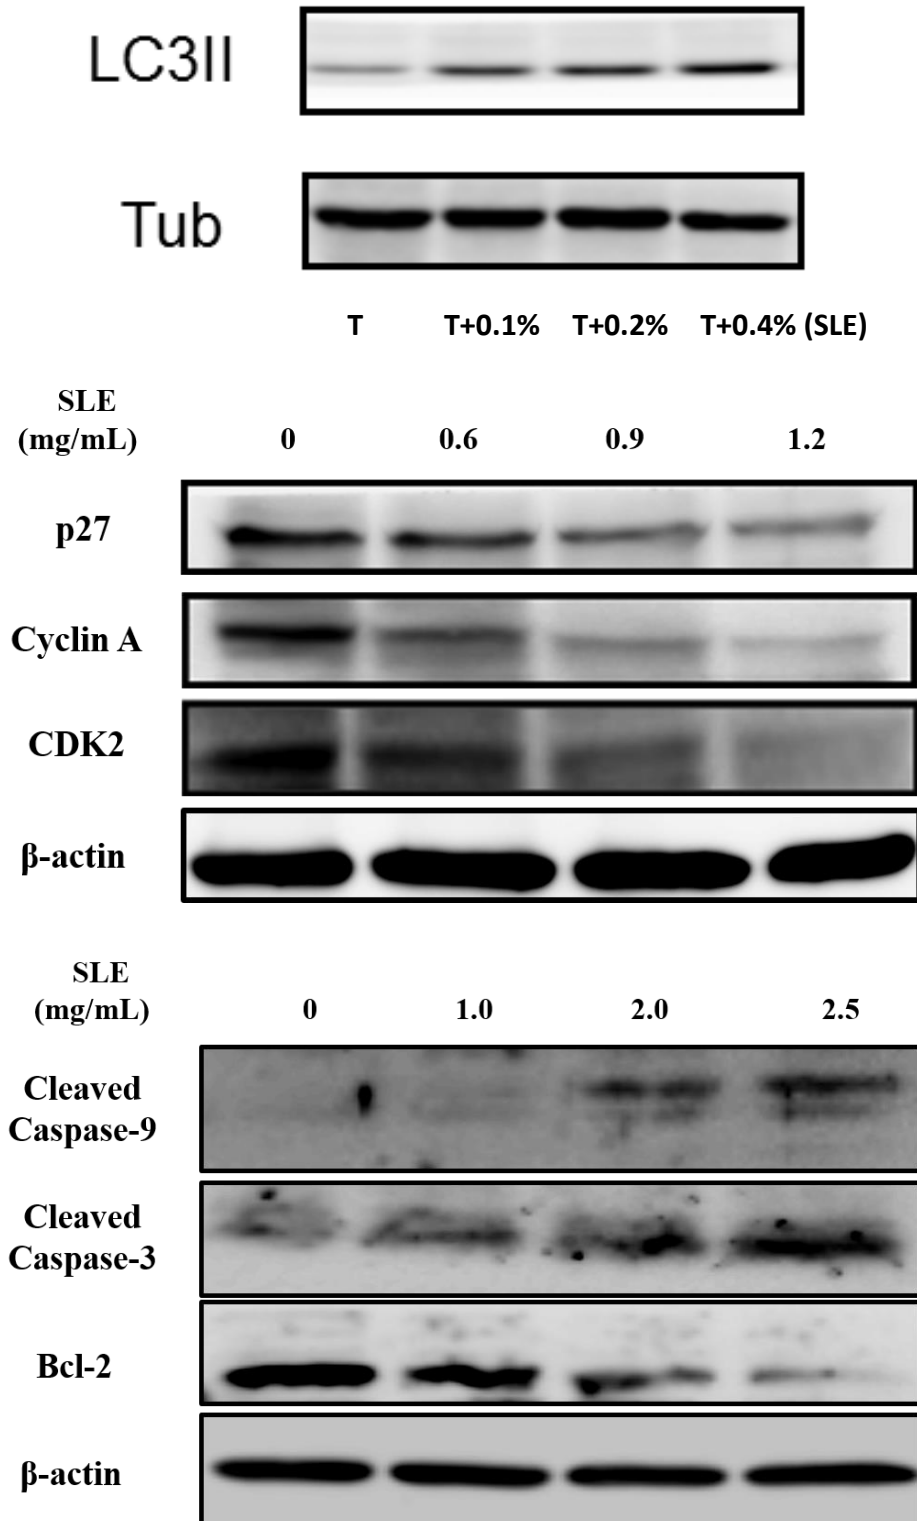 LC3II
Tub
T T+0.1% T+0.2% T+0.4% (SLE)
SLE
(mg/mL) 0 0.6 0.9 1.2
p27
Cyclin A
CDK2
β-actin
SLE
(mg/mL) 0 1.0 2.0 2.5
Cleaved
Caspase-9
Cleaved
Caspase-3
Bcl-2
β-actin